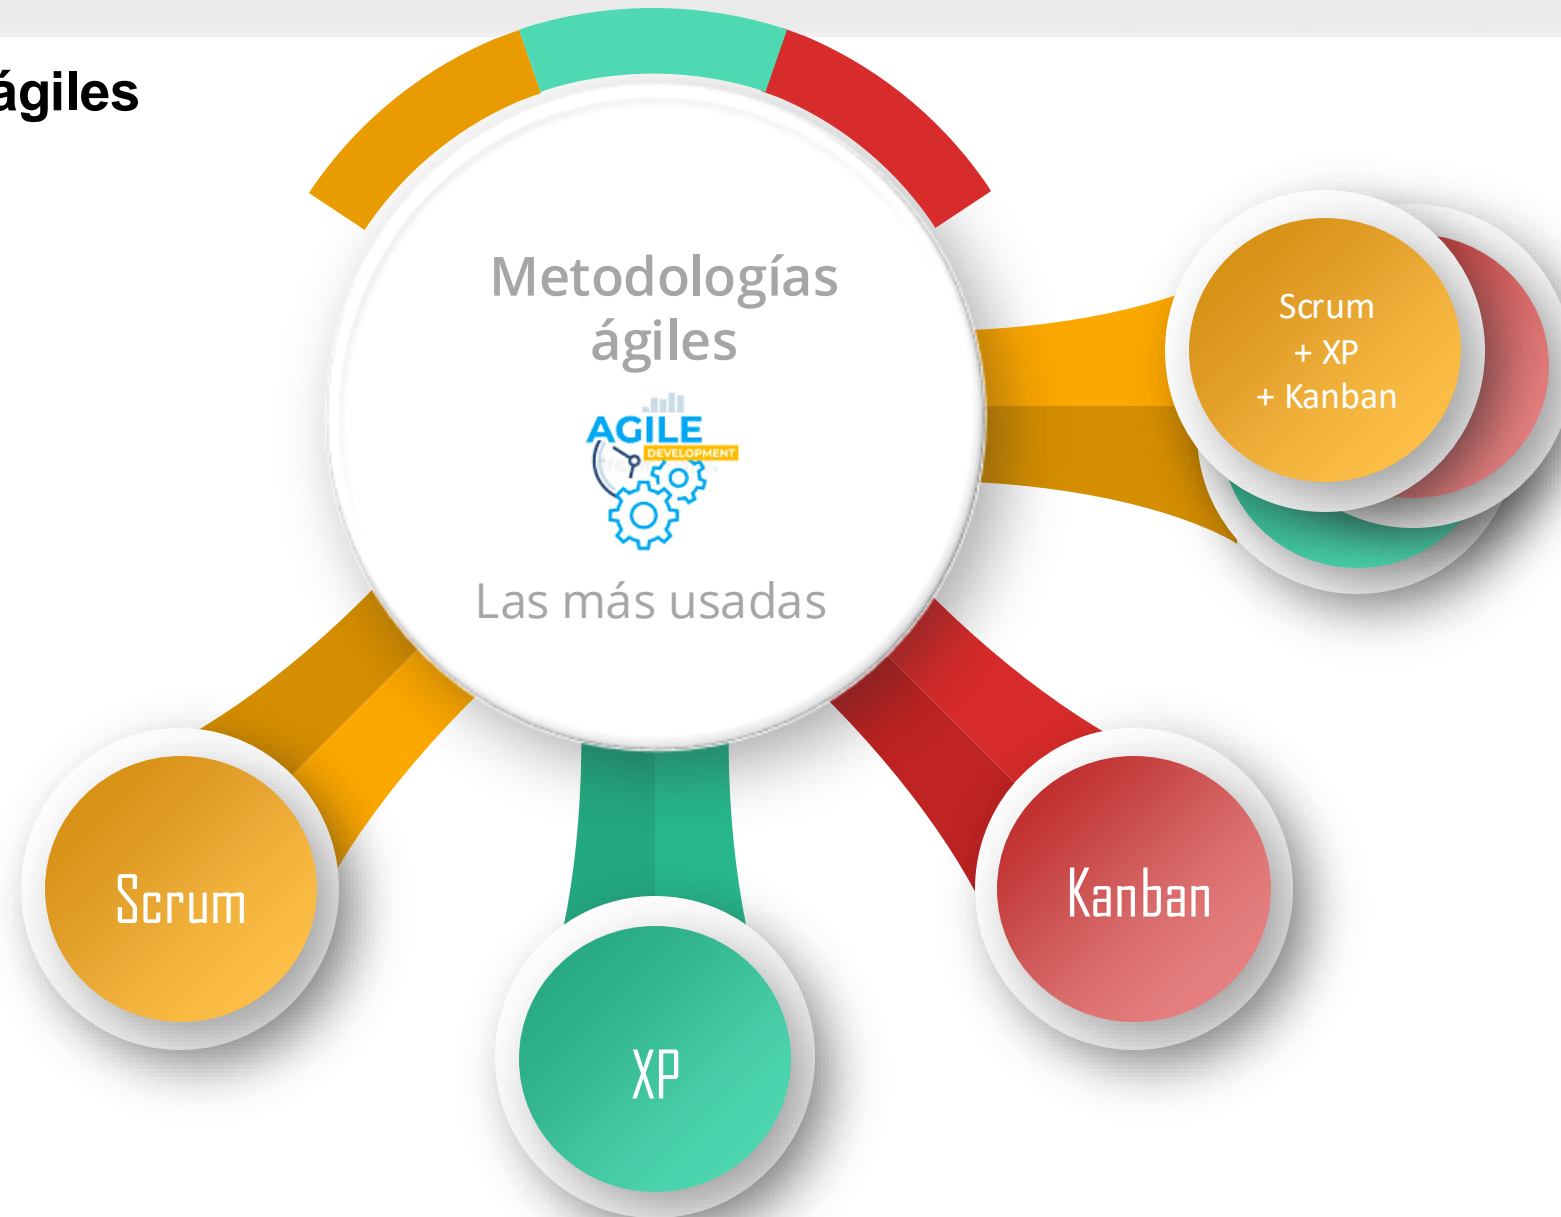 ágiles
Metodologías
ágiles
AGILE
DEVELOPMENT
Las más usadas
Scrum
+ XP
+ Kanban
Scrum
XP
Kanban